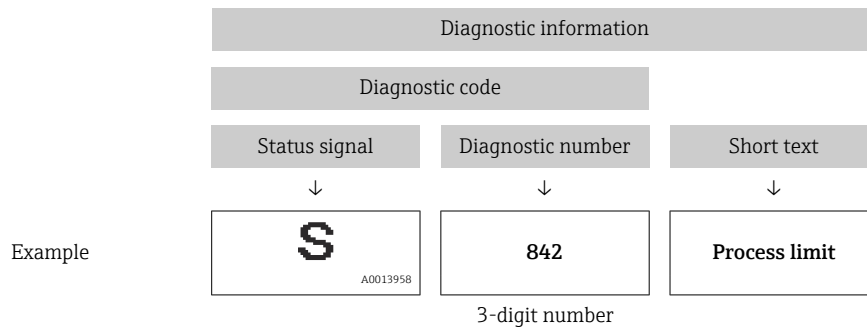 Diagnostic information
Diagnostic code
Status signal Diagnostic number Short text
↓ ↓ ↓
Example S 842 Process limit
A0013958
3-digit number